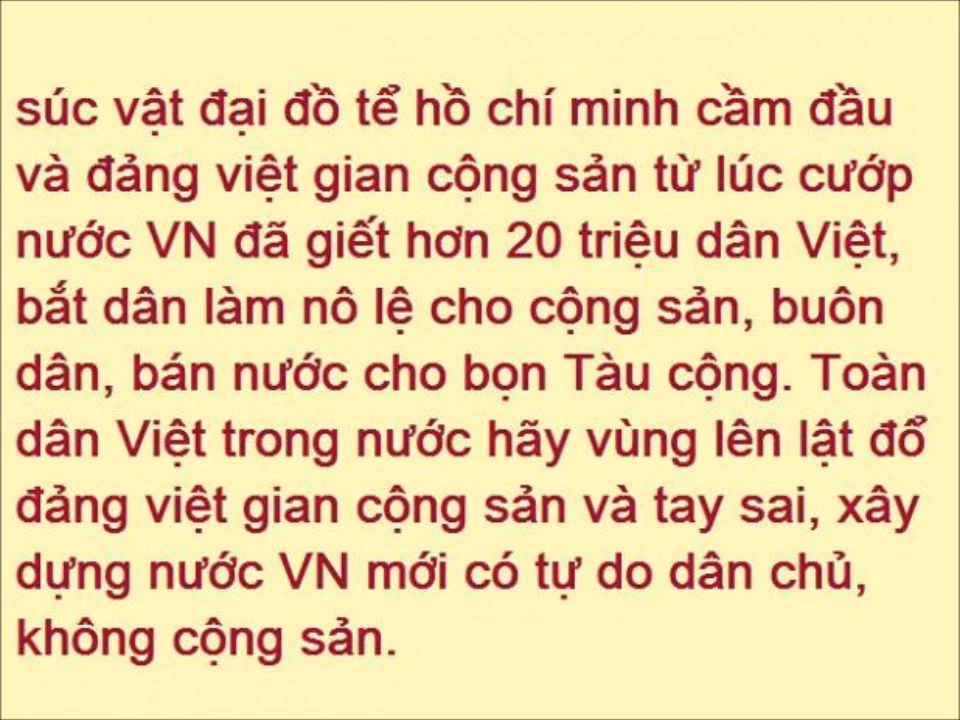 súc vật đại đồ tể hồ chí minh cầm đầu
và đảng việt gian cộng sản từ lúc cướp
nước VN đã giết hơn 20 triệu dân Việt,
bắt dân làm nô lệ cho cộng sản, buôn
dân, bán nước cho bọn Tàu cộng. Toàn
dân Việt trong nước hãy vùng lên lật đổ
đảng việt gian cộng sản và tay sai, xây
dựng nước VN mới có tự do dân chủ,
không cộng sản.